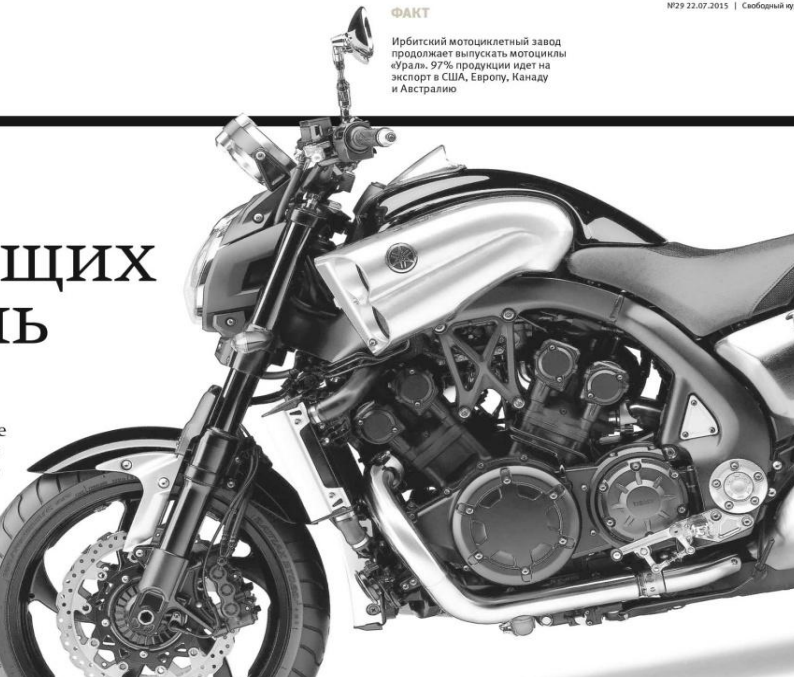 №29 22.07.2015 | Свободный ку
ФАКТ
Ирбитский мотоциклетный завод
продолжает выпускать мотоциклы
«Урал». 97% продукции идет на
экспорт в США, Европу, Канаду
и Австралию
щих
ль
е